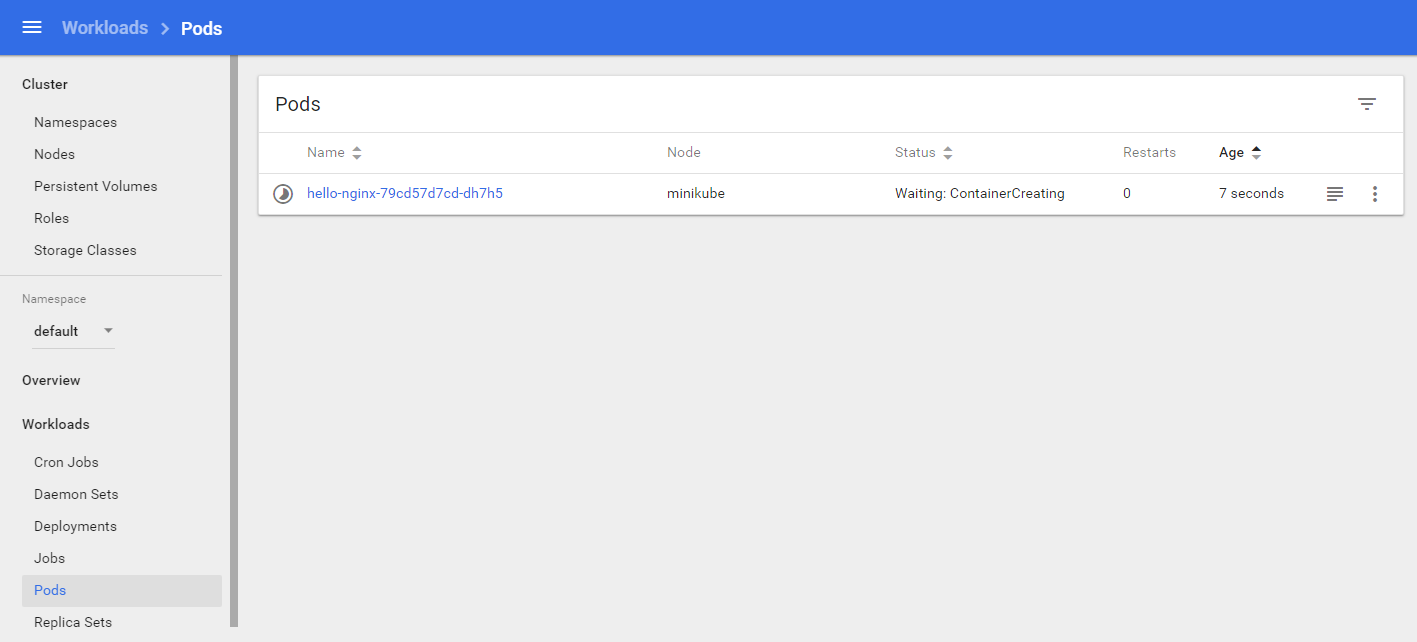 Workloads > Pods
Cluster
Namespaces
Nodes
Persistent Volumes
Roles
Storage Classes
Namespace
default
Overview
Workloads
Cron Jobs
Daemon Sets
Deployments
Jobs
Pods
Replica Sets
Pods
Name Node Status Restarts Age
hello-nginx-79cd57d7cd-dh7h5 minikube Waiting: ContainerCreating 0 7 seconds